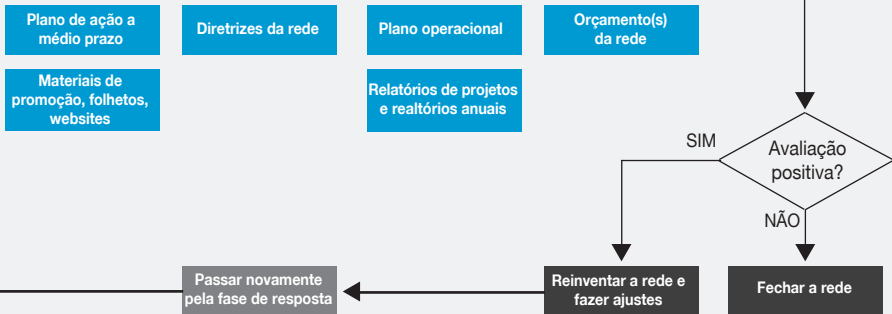 Plano de ação a
médio prazo
Diretrizes da rede
Plano operacional
Orçamento(s)
da rede
Materiais de
promoção, folhetos,
websites
Relatórios de projetos
e realtórios anuais
SIM
Avaliação
positiva?
NÃO
Passar novamente
pela fase de resposta
Reinventar a rede e
fazer ajustes
Fechar a rede